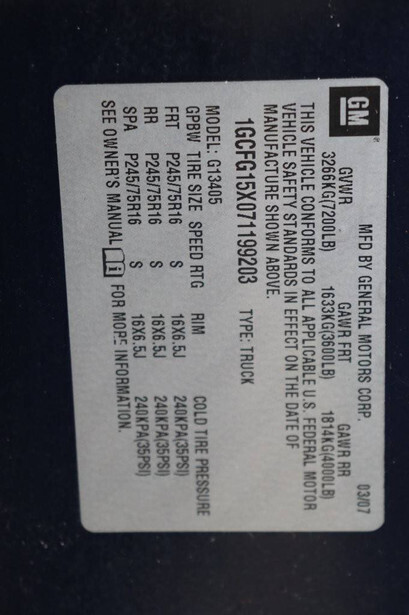 GM
MFD BY GENERAL MOTORS CORP. 03/07
GVWR GAWR FRT GAWR RR
3266KG(7200LB) 1633KG(3600LB) 1814KG(4000LB)
THIS VEHICLE CONFORMS TO ALL APPLICABLE U.S. FEDERAL MOTOR
VEHICLE SAFETY STANDARDS IN EFFECT ON THE DATE OF
MANUFACTURE SHOWN ABOVE.
1GCFG15X071199203 TYPE: TRUCK
MODEL: G13405
GPBW TIRE SIZE SPEED RTG RIM COLD TIRE PRESSURE
FRT P245/75R16 S 16X6.5J 240KPA(35PSI)
RR P245/75R16 S 16X6.5J 240KPA(35PSI)
SPA P245/75R16 S 16X6.5J 240KPA(35PSI)
SEE OWNER'S MANUAL i FOR MORE INFORMATION.